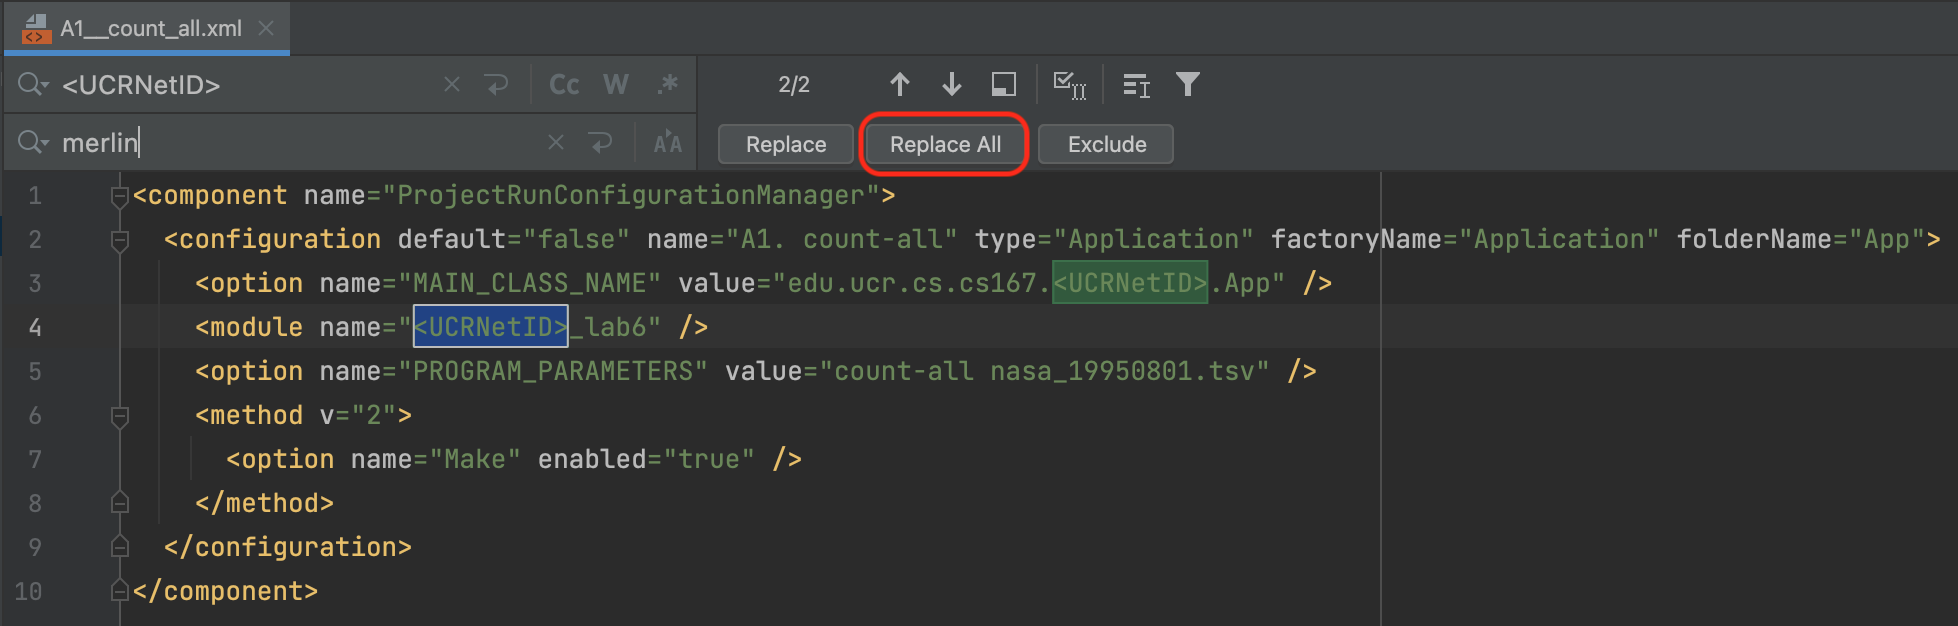 A1__count_all.xml
<UCRNetID> Cc W .* 2/2
merlin AA Replace Replace All Exclude
1 <component name="ProjectRunConfigurationManager">
2 <configuration default="false" name="A1. count-all" type="Application" factoryName="Application" folderName="App">
3 <option name="MAIN_CLASS_NAME" value="edu.ucr.cs.cs167.<UCRNetID>.App" />
4 <module name="<UCRNetID>_lab6" />
5 <option name="PROGRAM_PARAMETERS" value="count-all nasa_19950801.tsv" />
6 <method v="2">
7 <option name="Make" enabled="true" />
8 </method>
9 </configuration>
10 </component>